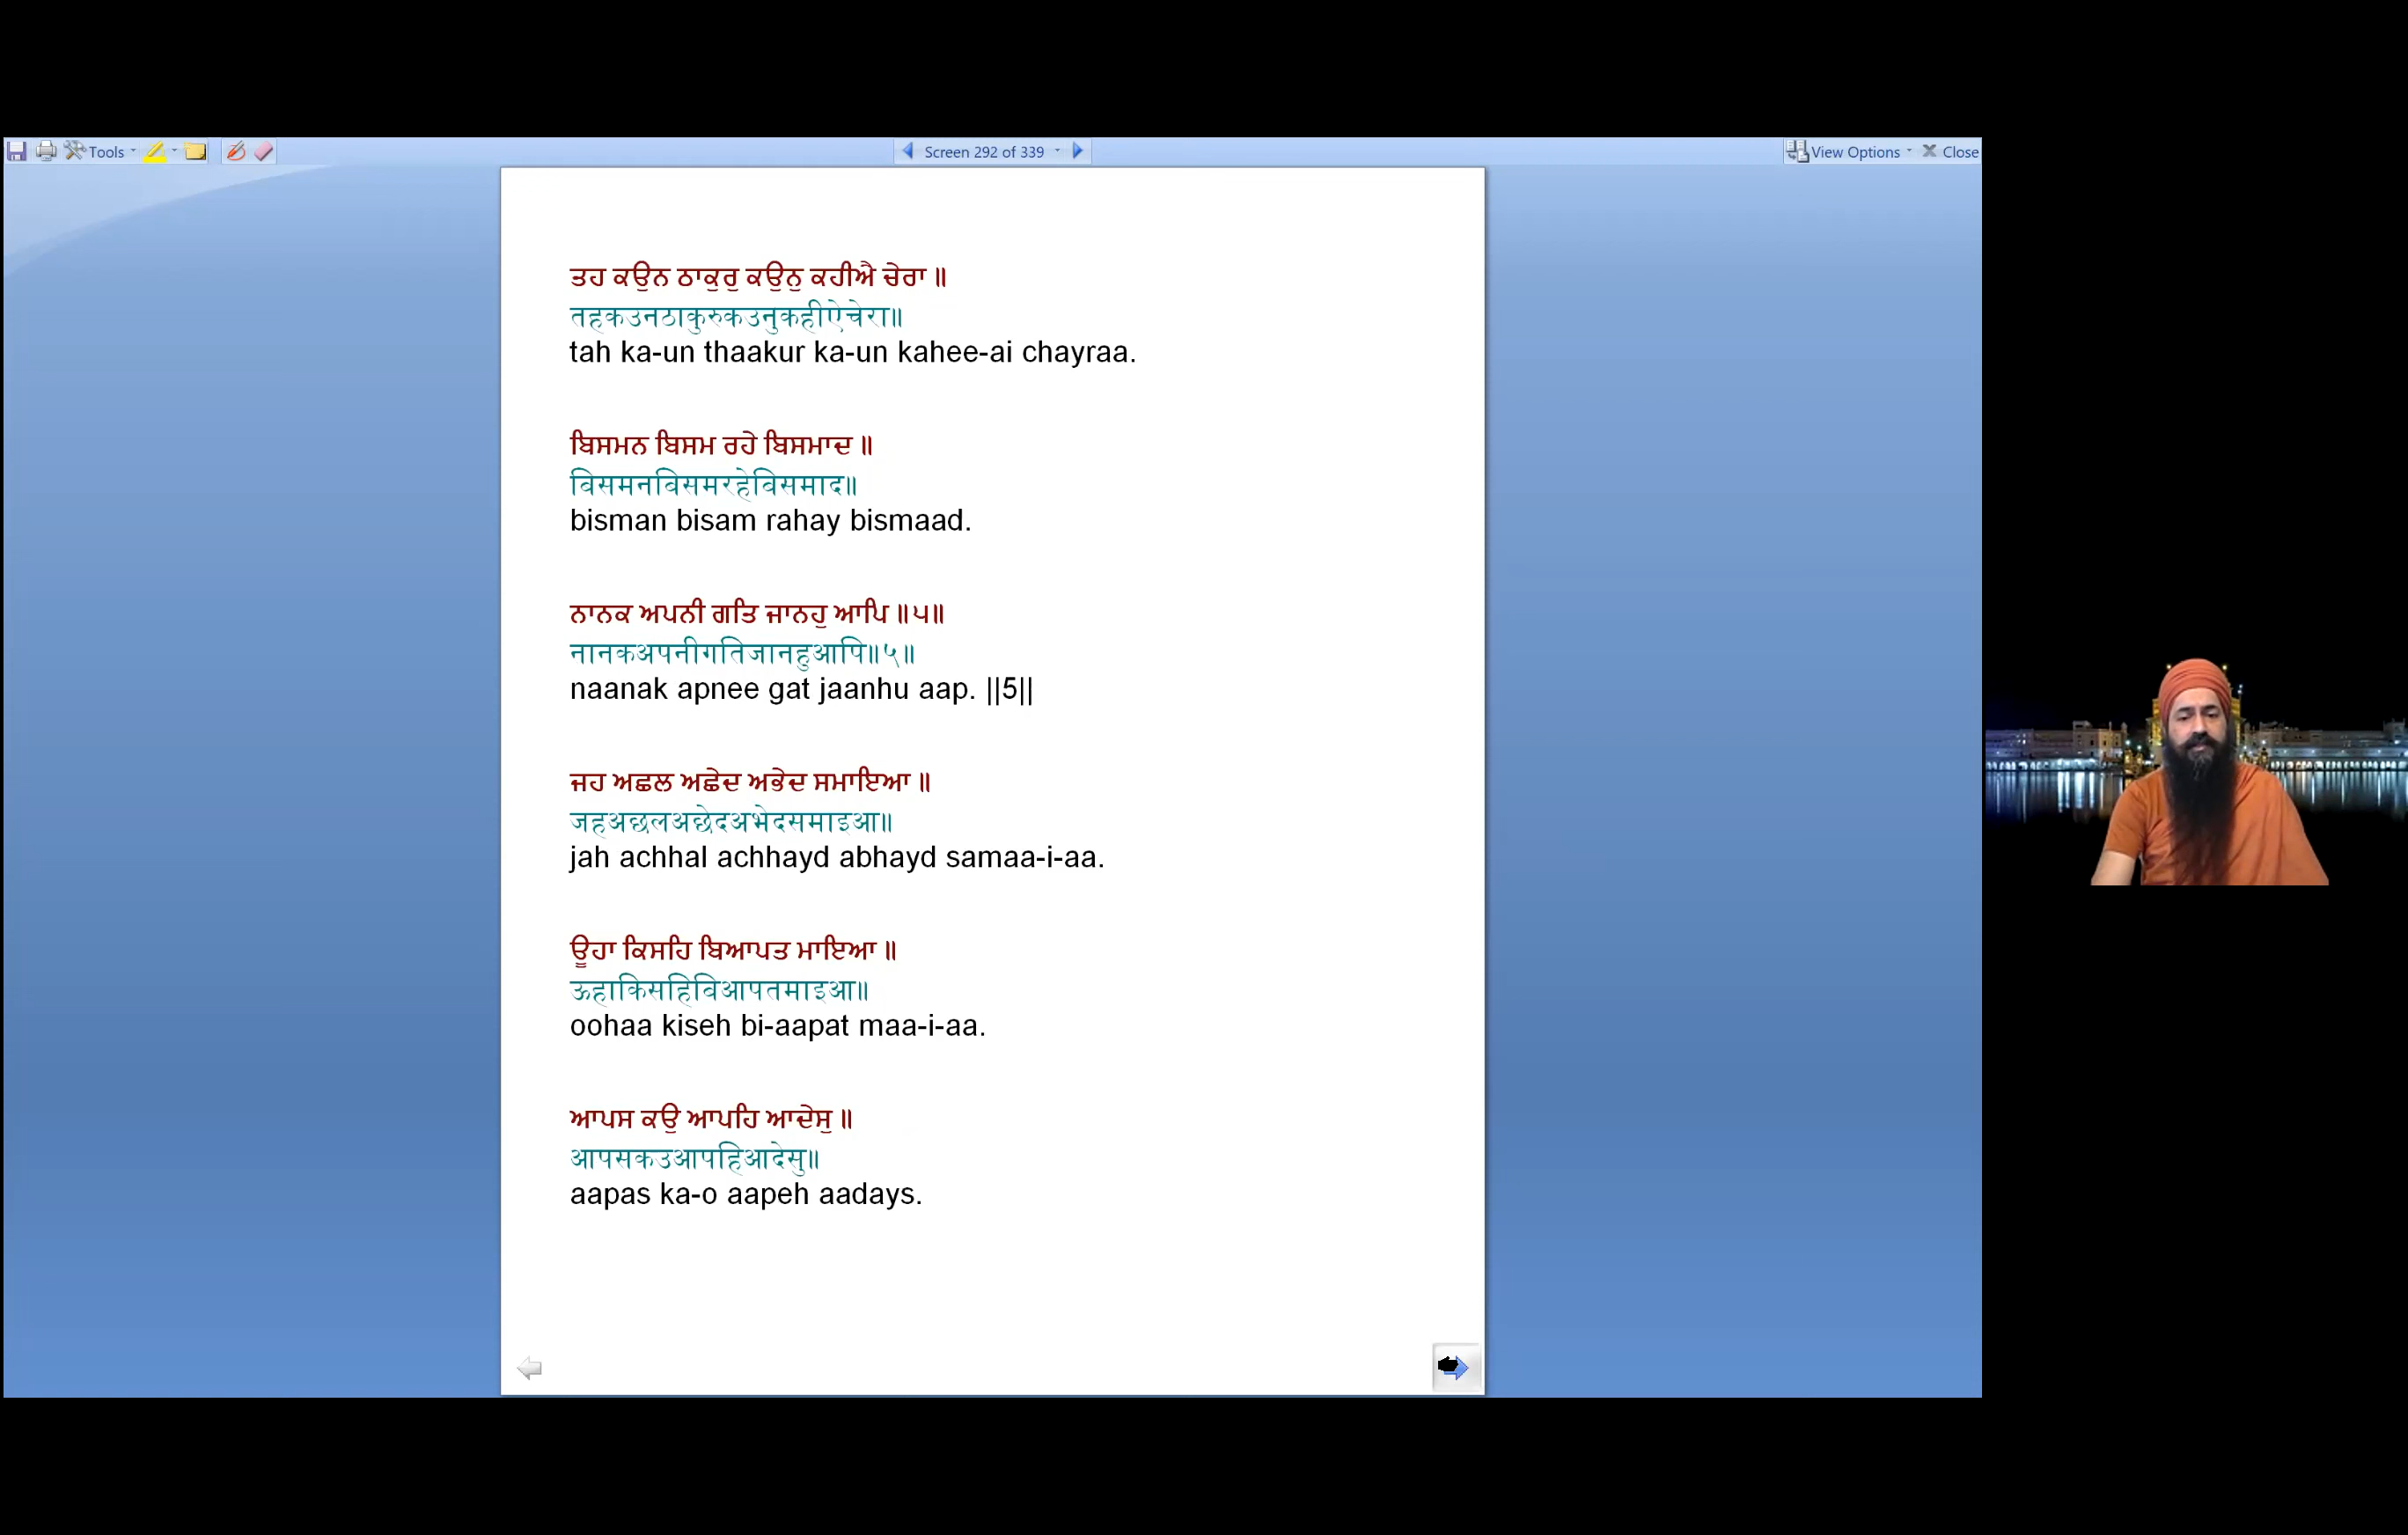 Tools
Screen 292 of 339
View Options
Close
ਤਹ ਕਉਨ ਠਾਕੁਰੁ ਕਉਨੁ ਕਹੀਐ ਚੇਰਾ ॥
तहकउनठाकुरुकउनुकहीऐचेरा॥
tah ka-un thaakur ka-un kahee-ai chayraa.
ਬਿਸਮਨ ਬਿਸਮ ਰਹੇ ਬਿਸਮਾਦ ॥
बिसमनबिसमरहेबिसमाद॥
bisman bisam rahay bismaad.
ਨਾਨਕ ਅਪਨੀ ਗਤਿ ਜਾਨਹੁ ਆਪਿ ॥੫॥
नानकअपनीगतिजानहुआपि॥५॥
naanak apnee gat jaanhu aap. ||5||
ਜਹ ਅਛਲ ਅਛੇਦ ਅਭੇਦ ਸਮਾਇਆ ॥
जहअछलअछेदअभेदसमाइआ॥
jah achhal achhayd abhayd samaa-i-aa.
ਊਹਾ ਕਿਸਹਿ ਬਿਆਪਤ ਮਾਇਆ ॥
ऊहाकिसहिबिआपतमाइआ॥
oohaa kiseh bi-aapat maa-i-aa.
ਆਪਸ ਕਉ ਆਪਹਿ ਆਦੇਸੁ ॥
आपसकउआपहिआदेसु॥
aapas ka-o aapeh aadays.